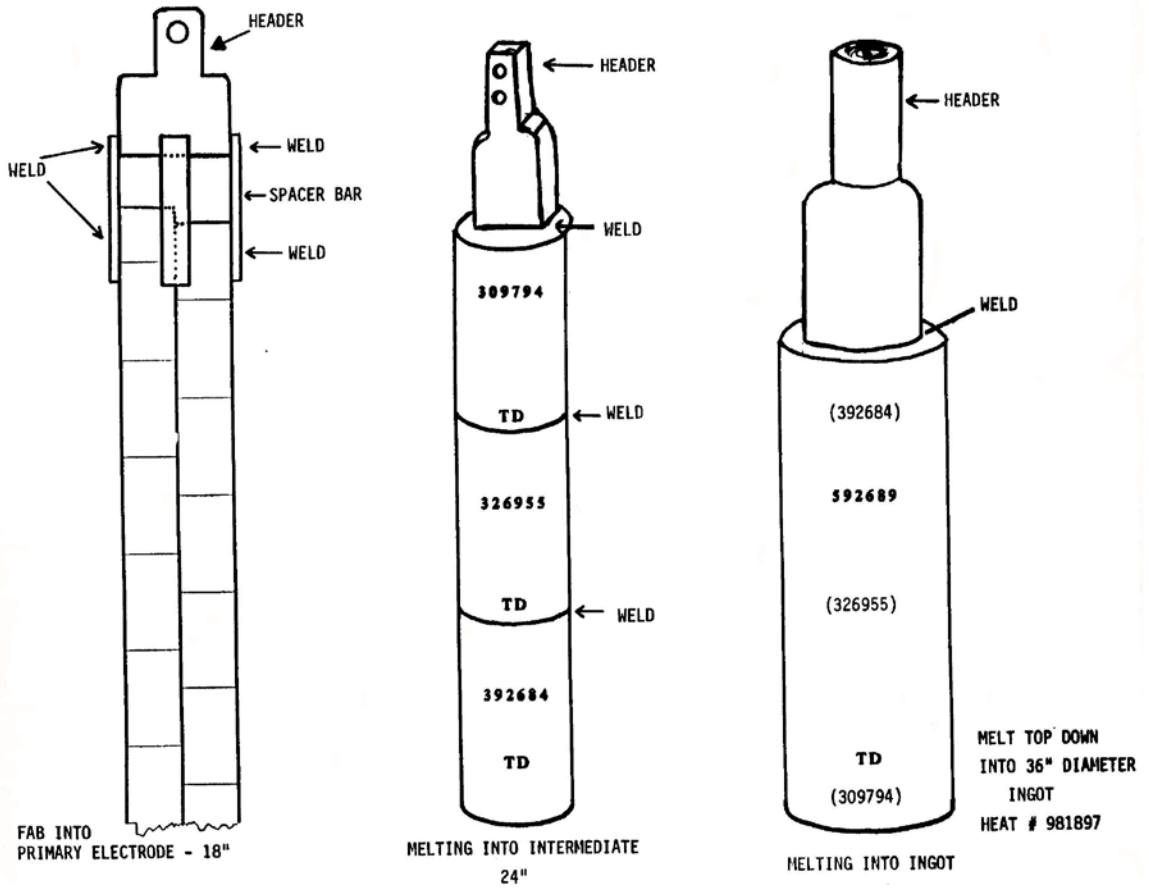 HEADER
WELD
WELD
SPACER BAR
WELD
FAB INTO
PRIMARY ELECTRODE - 18"
HEADER
WELD
309794
TD
WELD
326955
TD
WELD
392684
TD
MELTING INTO INTERMEDIATE
24"
HEADER
WELD
(392684)
592689
(326955)
TD
(309794)
MELT TOP DOWN
INTO 36" DIAMETER
INGOT
HEAT # 981897
MELTING INTO INGOT